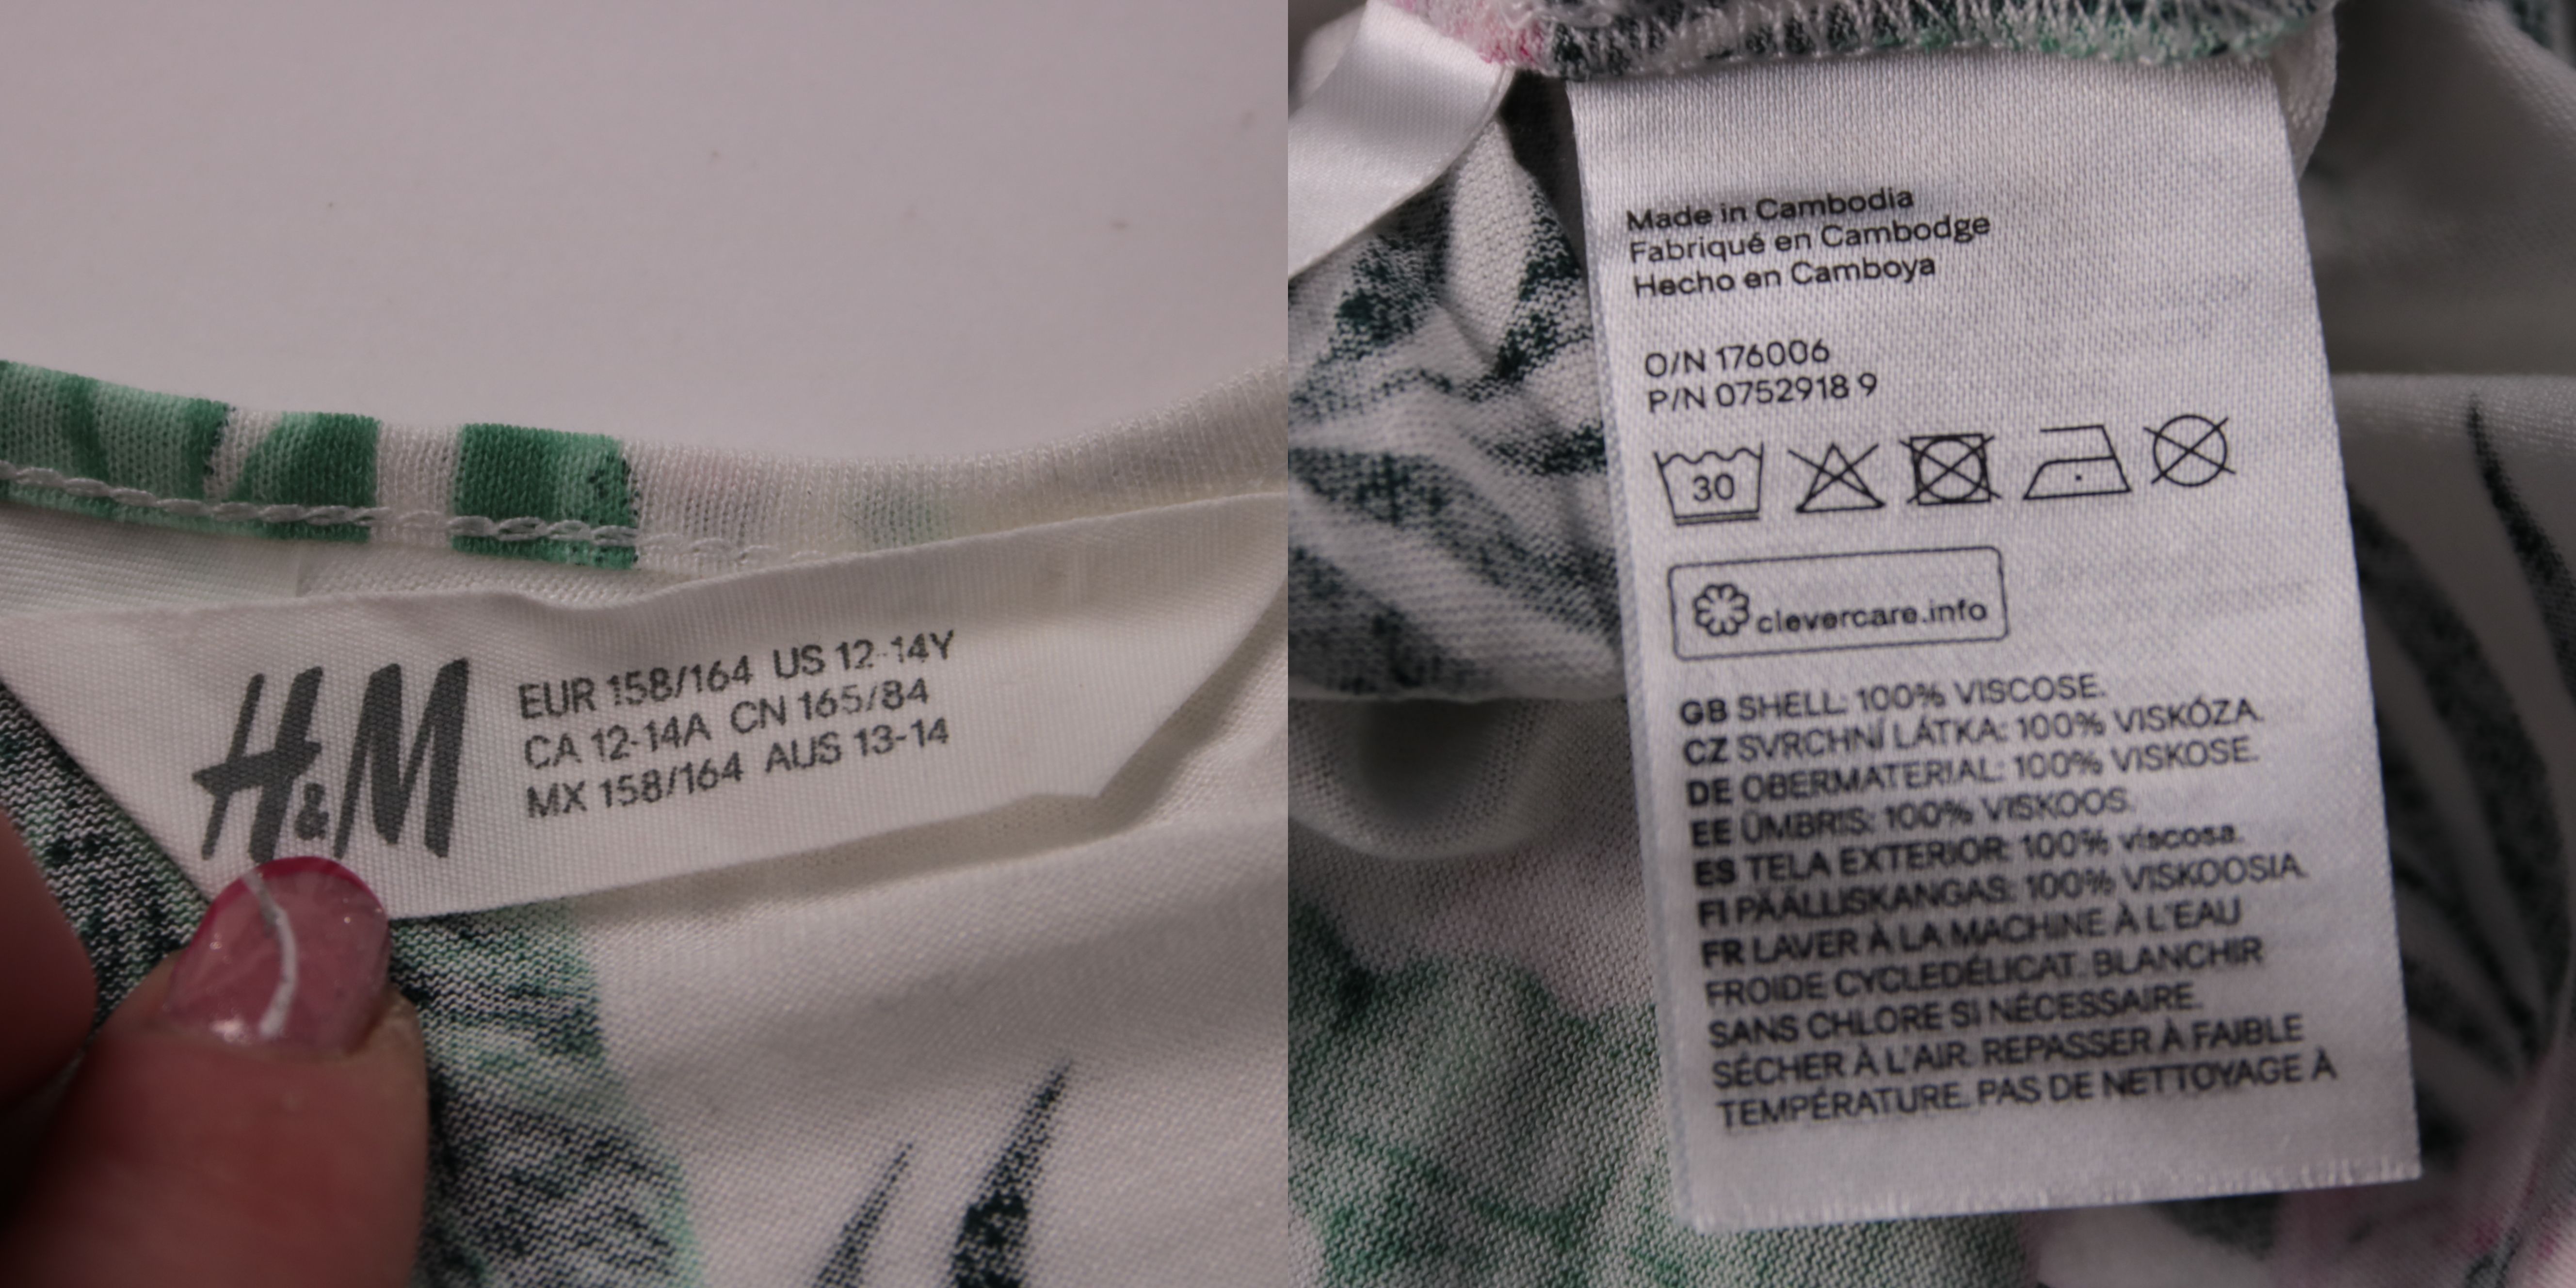 H&M
EUR 158/164 US 12-14Y
CA 12-14A CN 165/84
MX 158/164 AUS 13-14
Made in Cambodia
Fabriqué en Cambodge
Hecho en Camboya
O/N 176006
P/N 0752918 9
30
clevercare.info
GB SHELL: 100% VISCOSE.
CZ SVRCHNÍ LÁTKA: 100% VISKÓZA.
DE OBERMATERIAL: 100% VISKOSE.
EE ÜMBRIS: 100% VISKOOS.
ES TELA EXTERIOR: 100% viscosa.
FI PÄÄLLISKANGAS: 100% VISKOOSIA.
FR LAVER À LA MACHINE À L'EAU
FROIDE CYCLEDÉLICAT. BLANCHIR
SANS CHLORE SI NÉCESSAIRE.
SÉCHER À L'AIR. REPASSER À FAIBLE
TEMPÉRATURE. PAS DE NETTOYAGE À